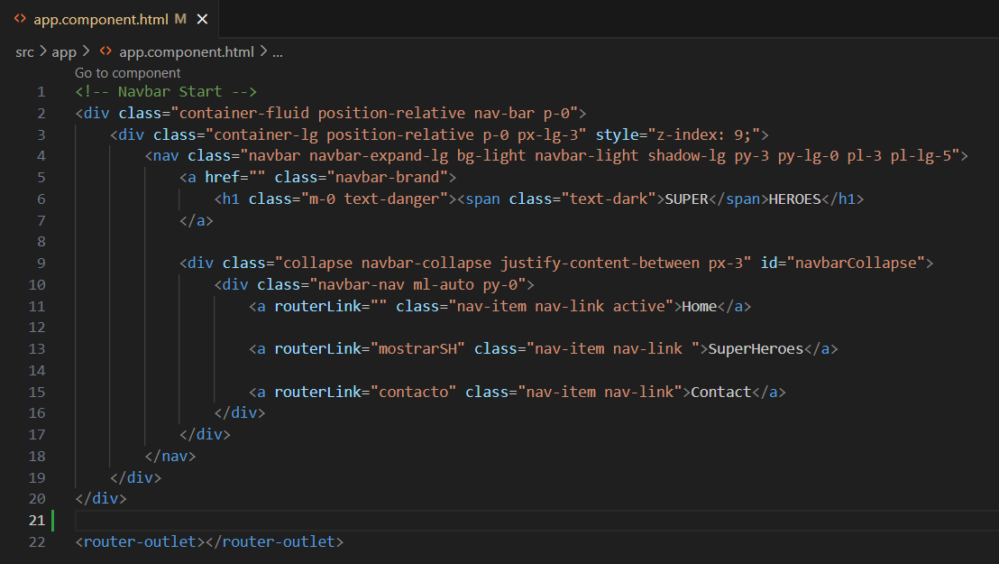 <> app.component.html M ✕
src > app > <> app.component.html > ...
Go to component
1 <!-- Navbar Start -->
2 <div class="container-fluid position-relative nav-bar p-0">
3     <div class="container-lg position-relative p-0 px-lg-3" style="z-index: 9;">
4         <nav class="navbar navbar-expand-lg bg-light navbar-light shadow-lg py-3 py-lg-0 pl-3 pl-lg-5">
5             <a href="" class="navbar-brand">
6                 <h1 class="m-0 text-danger"><span class="text-dark">SUPER</span>HEROES</h1>
7             </a>
8
9             <div class="collapse navbar-collapse justify-content-between px-3" id="navbarCollapse">
10                 <div class="navbar-nav ml-auto py-0">
11                     <a routerLink="" class="nav-item nav-link active">Home</a>
12
13                     <a routerLink="mostrarSH" class="nav-item nav-link ">SuperHeroes</a>
14
15                     <a routerLink="contacto" class="nav-item nav-link">Contact</a>
16                 </div>
17             </div>
18         </nav>
19     </div>
20 </div>
21
22 <router-outlet></router-outlet>